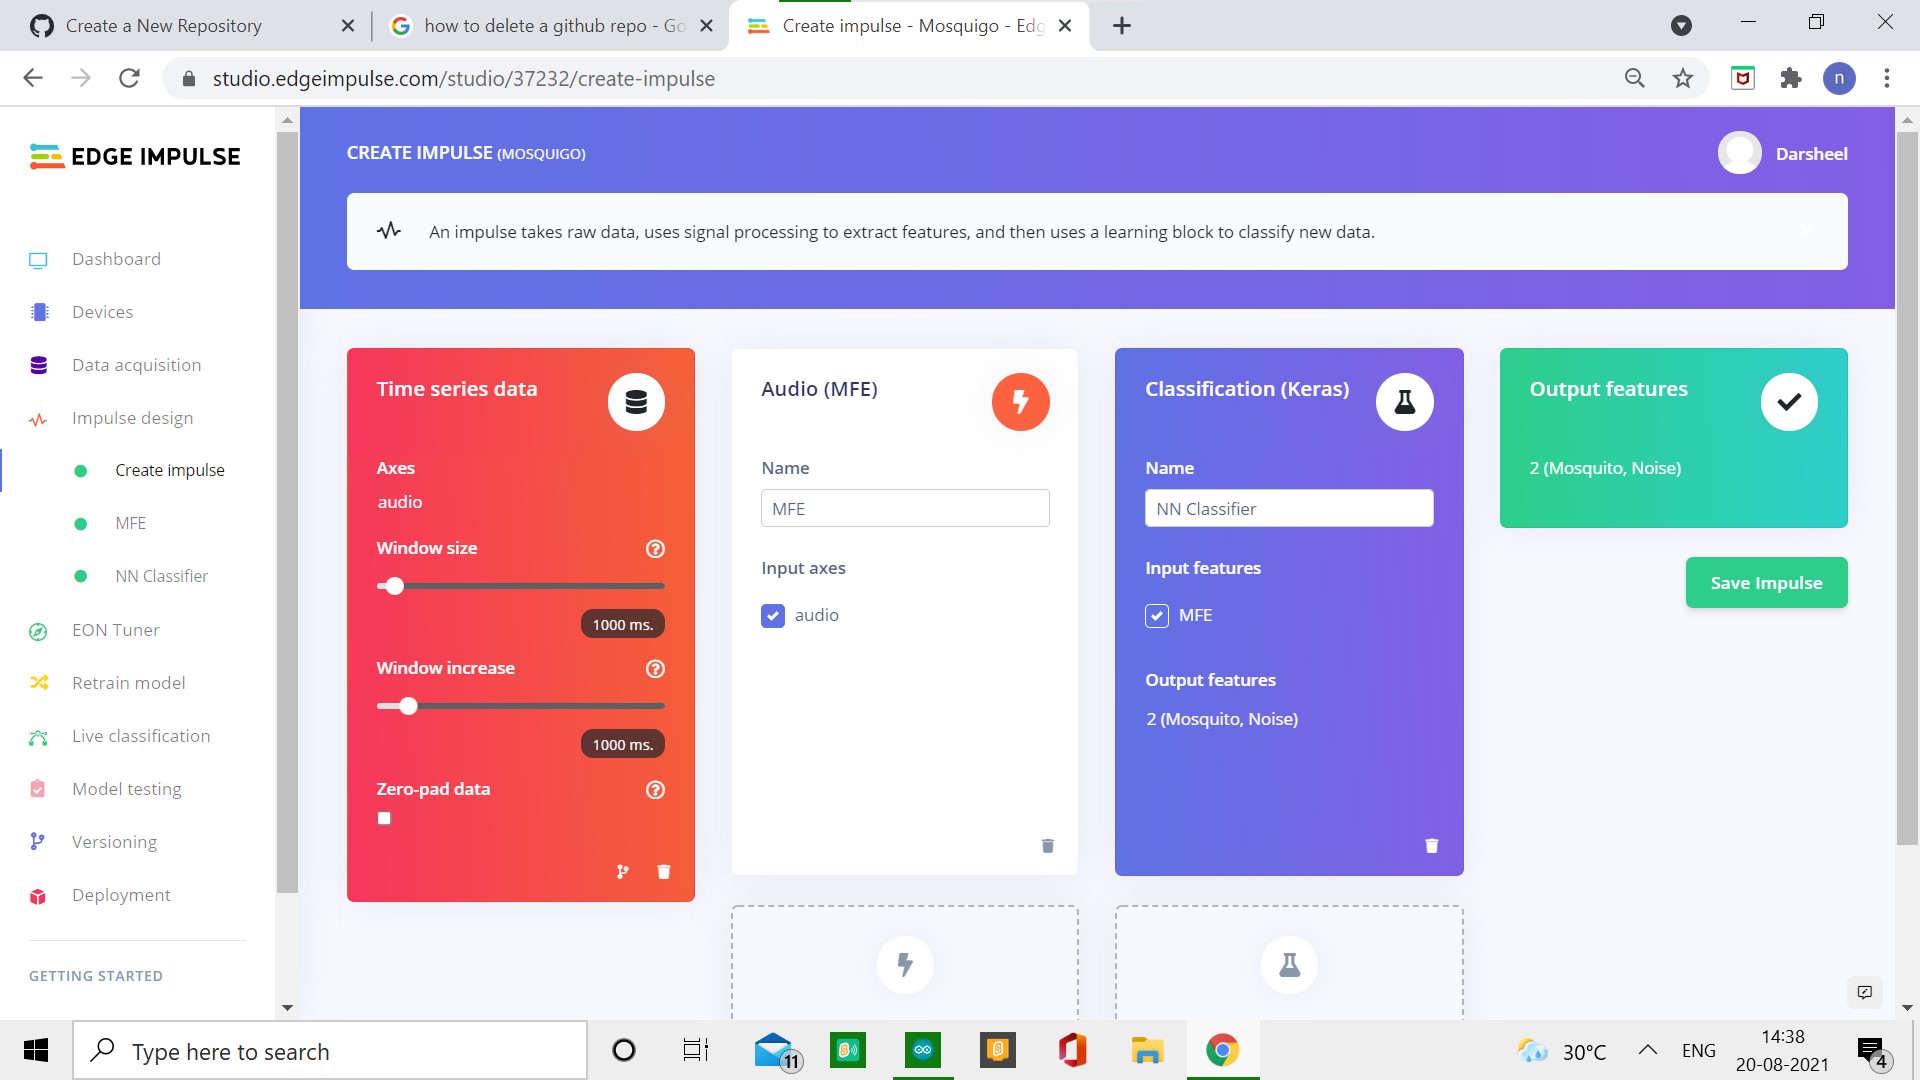 Create a New Repository
how to delete a github repo - Go
Create impulse - Mosquigo - Edg
studio.edgeimpulse.com/studio/37232/create-impulse
n
EDGE IMPULSE
Dashboard
Devices
Data acquisition
Impulse design
Create impulse
MFE
NN Classifier
EON Tuner
Retrain model
Live classification
Model testing
Versioning
Deployment
GETTING STARTED
CREATE IMPULSE (MOSQUIGO)
Darsheel
An impulse takes raw data, uses signal processing to extract features, and then uses a learning block to classify new data.
Time series data
Axes
audio
Window size
1000 ms.
Window increase
1000 ms.
Zero-pad data
Audio (MFE)
Name
MFE
Input axes
audio
Classification (Keras)
Name
NN Classifier
Input features
MFE
Output features
2 (Mosquito, Noise)
Output features
2 (Mosquito, Noise)
Save Impulse
Type here to search
11
30°C
ENG
14:38
20-08-2021
4